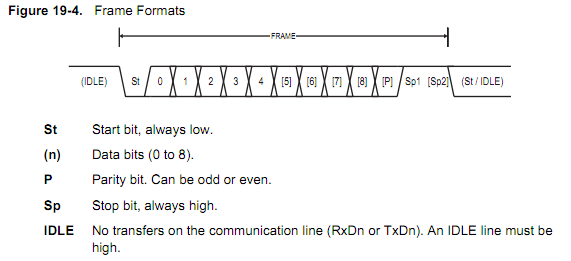 Figure 19-4. Frame Formats
FRAME
(IDLE) St 0 1 2 3 4 [5] [6] [7] [8] [P] Sp1 [Sp2] (St / IDLE)
St Start bit, always low.
(n) Data bits (0 to 8).
P Parity bit. Can be odd or even.
Sp Stop bit, always high.
IDLE No transfers on the communication line (RxDn or TxDn). An IDLE line must be
high.